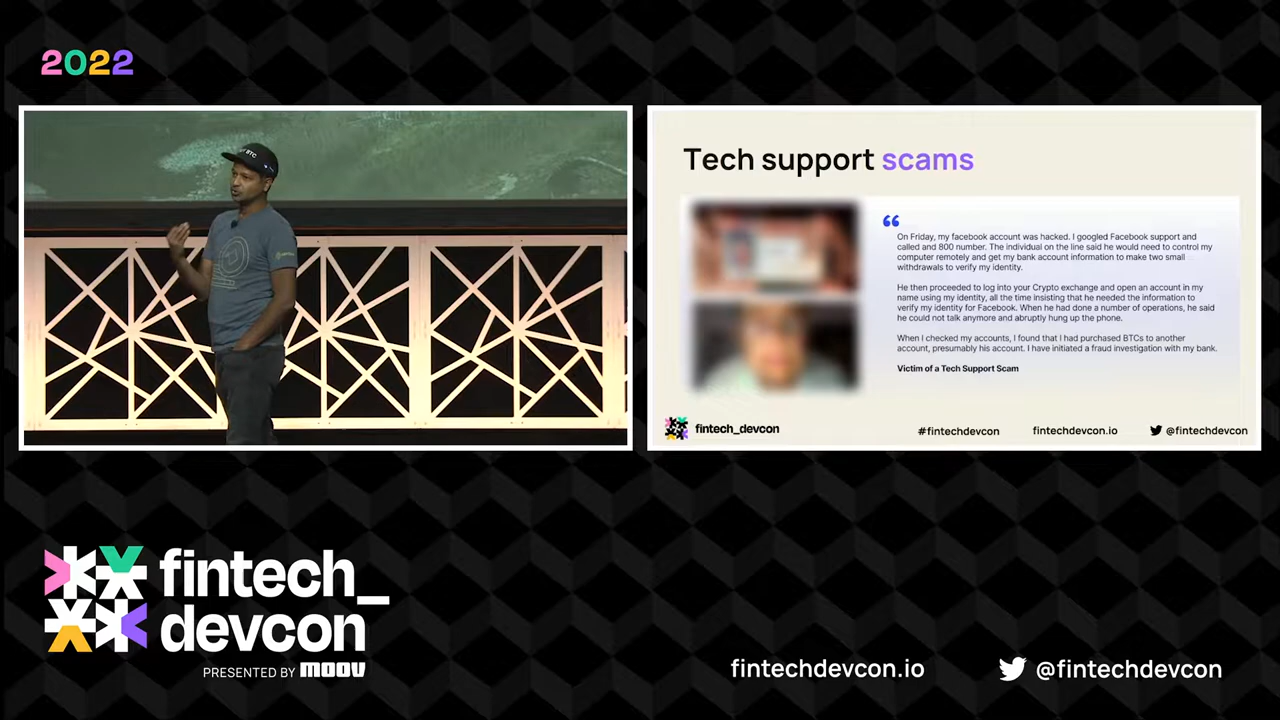 2022
BTC
Tech support scams
“
On Friday, my facebook account was hacked. I googled Facebook support and
called and 800 number. The individual on the line said he would need to control my
computer remotely and get my bank account information to make two small
withdrawals to verify my identity.
He then proceeded to log into your Crypto exchange and open an account in my
name using my identity, all the time insisting that he needed the information to
verify my identity for Facebook. When he had done a number of operations, he said
he could not talk anymore and abruptly hung up the phone.
When I checked my accounts, I found that I had purchased BTCs to another
account, presumably his account. I have initiated a fraud investigation with my bank.
Victim of a Tech Support Scam
fintech_devcon
#fintechdevcon
fintechdevcon.io
@fintechdevcon
fintech_
devcon
PRESENTED BY MOOV
fintechdevcon.io
@fintechdevcon